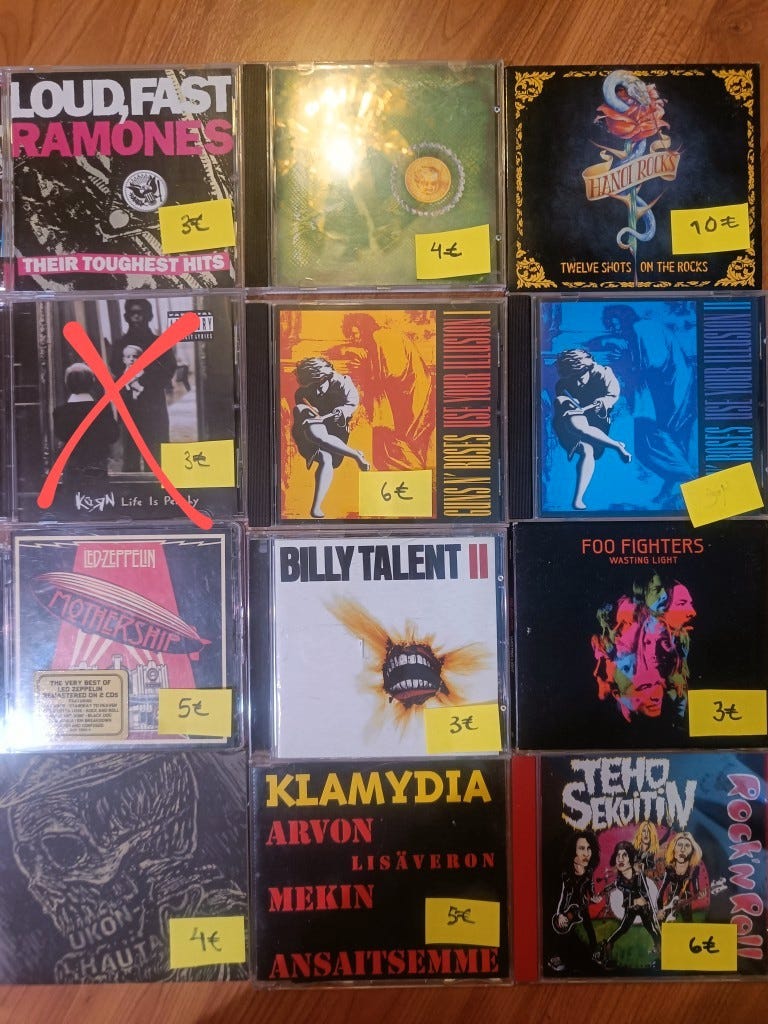 LOUD, FAST
RAMONES
3€
THEIR TOUGHEST HITS
4€
HANOI ROCKS
10€
TWELVE SHOTS ON THE ROCKS
3€
KoЯn Life Is Pe
GUNS N' ROSES USE YOUR ILLUSION I
6€
ROSES USE YOUR ILLUSION II
LED-ZEPPELIN
MOTHERSHIP
THE VERY BEST OF
LED ZEPPELIN
REMASTERED ON 2 CDs
5€
BILLY TALENT II
3€
FOO FIGHTERS
WASTING LIGHT
3€
UKON-
HAUTA
4€
KLAMYDIA
ARVON
LISÄVERON
MEKIN
5€
ANSAITSEMME
TEHO
SEKOITIN
ROCK'N ROLL
6€